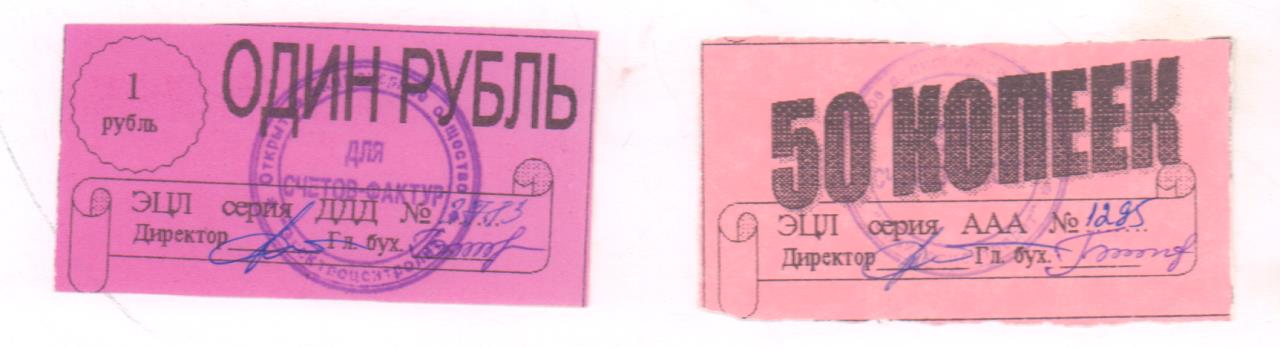 ОДИН РУБЛЬ
1
рубль
ДЛЯ
СЧЕТОВ-ФАКТУР
ЭЦЛ серия ДДД №
Директор Гл. бух.
50 КОПЕЕК
ЭЦЛ серия ААА № 1295
Директор Гл. бух.